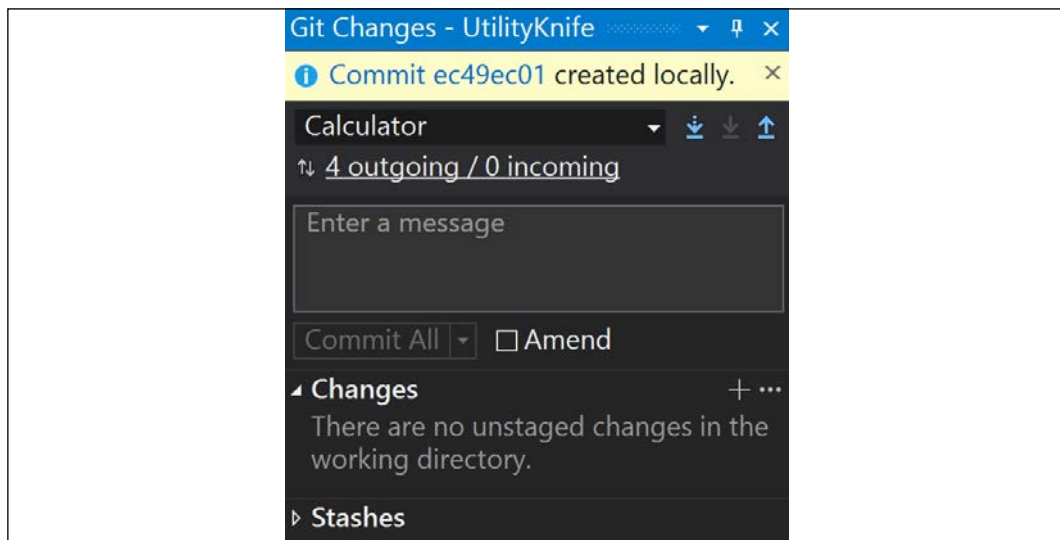 Git Changes - UtilityKnife
Commit ec49ec01 created locally.
Calculator
4 outgoing / 0 incoming
Enter a message
Commit All
Amend
Changes
There are no unstaged changes in the
working directory.
Stashes